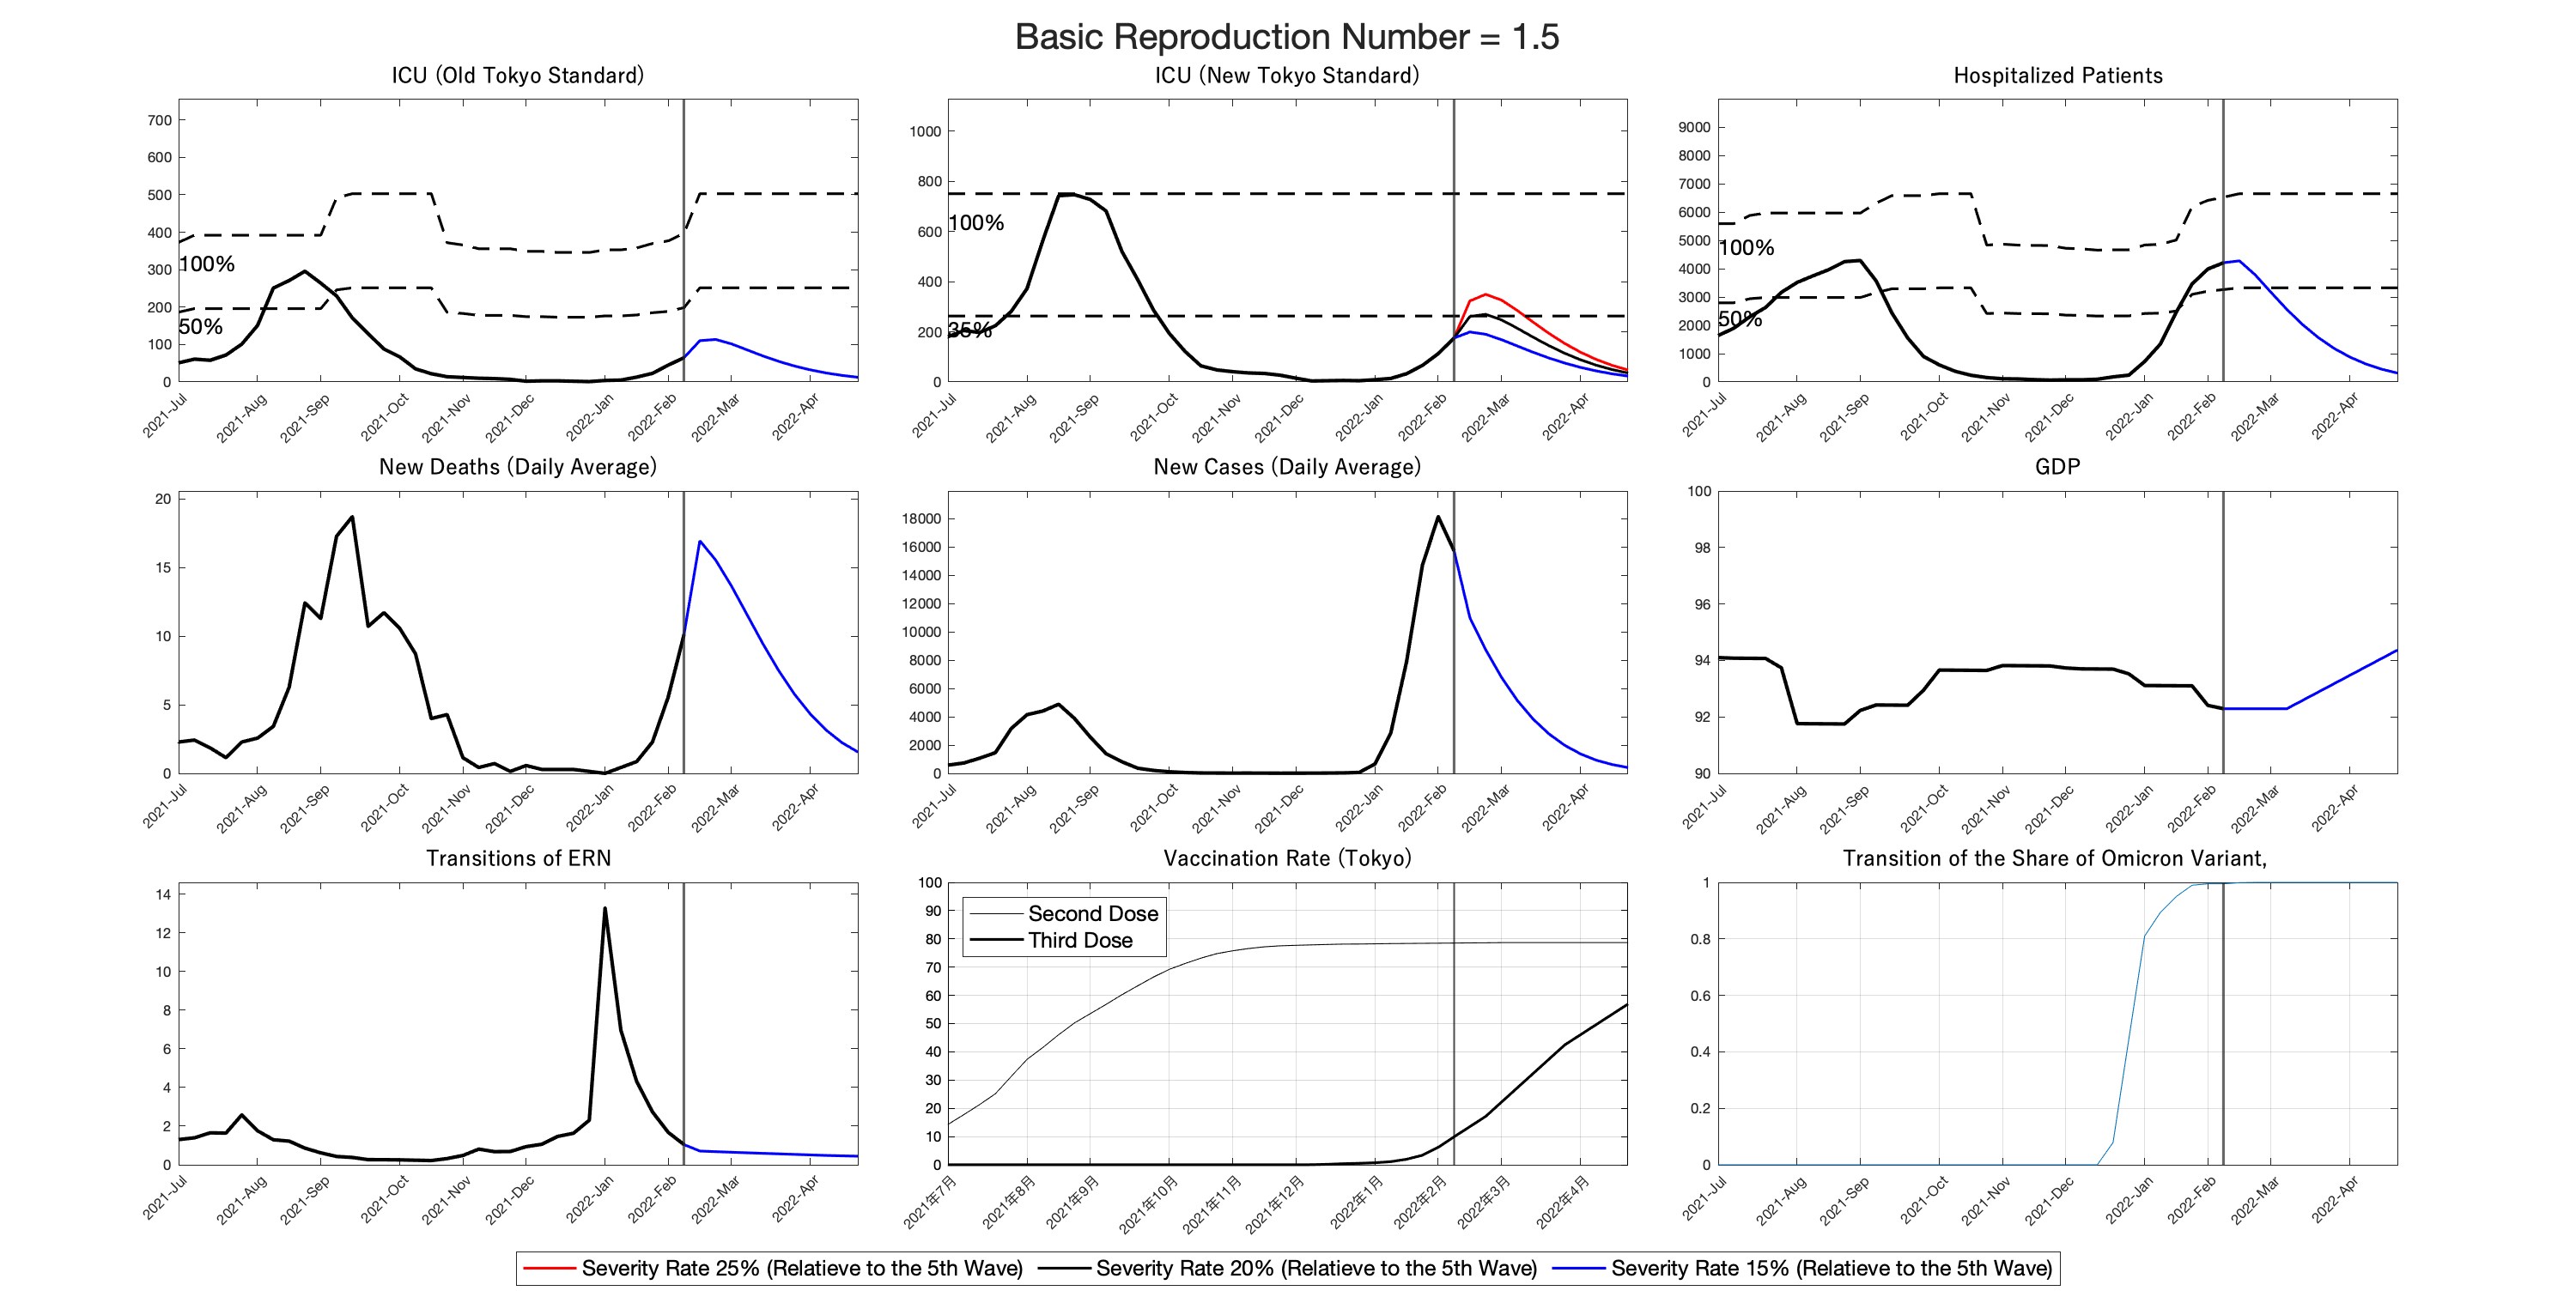 Basic Reproduction Number = 1.5
ICU (Old Tokyo Standard)
700
600
500
400
300
200
100
0
100%
50%
2021-Jul
2021-Aug
2021-Sep
2021-Oct
2021-Nov
2021-Dec
2022-Jan
2022-Feb
2022-Mar
2022-Apr
ICU (New Tokyo Standard)
1000
800
600
400
200
0
100%
35%
2021-Jul
2021-Aug
2021-Sep
2021-Oct
2021-Nov
2021-Dec
2022-Jan
2022-Feb
2022-Mar
2022-Apr
Hospitalized Patients
9000
8000
7000
6000
5000
4000
3000
2000
1000
0
100%
50%
2021-Jul
2021-Aug
2021-Sep
2021-Oct
2021-Nov
2021-Dec
2022-Jan
2022-Feb
2022-Mar
2022-Apr
New Deaths (Daily Average)
20
15
10
5
0
2021-Jul
2021-Aug
2021-Sep
2021-Oct
2021-Nov
2021-Dec
2022-Jan
2022-Feb
2022-Mar
2022-Apr
New Cases (Daily Average)
18000
16000
14000
12000
10000
8000
6000
4000
2000
0
2021-Jul
2021-Aug
2021-Sep
2021-Oct
2021-Nov
2021-Dec
2022-Jan
2022-Feb
2022-Mar
2022-Apr
GDP
100
98
96
94
92
90
2021-Jul
2021-Aug
2021-Sep
2021-Oct
2021-Nov
2021-Dec
2022-Jan
2022-Feb
2022-Mar
2022-Apr
Transitions of ERN
14
12
10
8
6
4
2
0
2021-Jul
2021-Aug
2021-Sep
2021-Oct
2021-Nov
2021-Dec
2022-Jan
2022-Feb
2022-Mar
2022-Apr
Vaccination Rate (Tokyo)
100
90
80
70
60
50
40
30
20
10
0
Second Dose
Third Dose
2021年7月
2021年8月
2021年9月
2021年10月
2021年11月
2021年12月
2022年1月
2022年2月
2022年3月
2022年4月
Transition of the Share of Omicron Variant,
1
0.8
0.6
0.4
0.2
0
2021-Jul
2021-Aug
2021-Sep
2021-Oct
2021-Nov
2021-Dec
2022-Jan
2022-Feb
2022-Mar
2022-Apr
Severity Rate 25% (Relatieve to the 5th Wave)
Severity Rate 20% (Relatieve to the 5th Wave)
Severity Rate 15% (Relatieve to the 5th Wave)